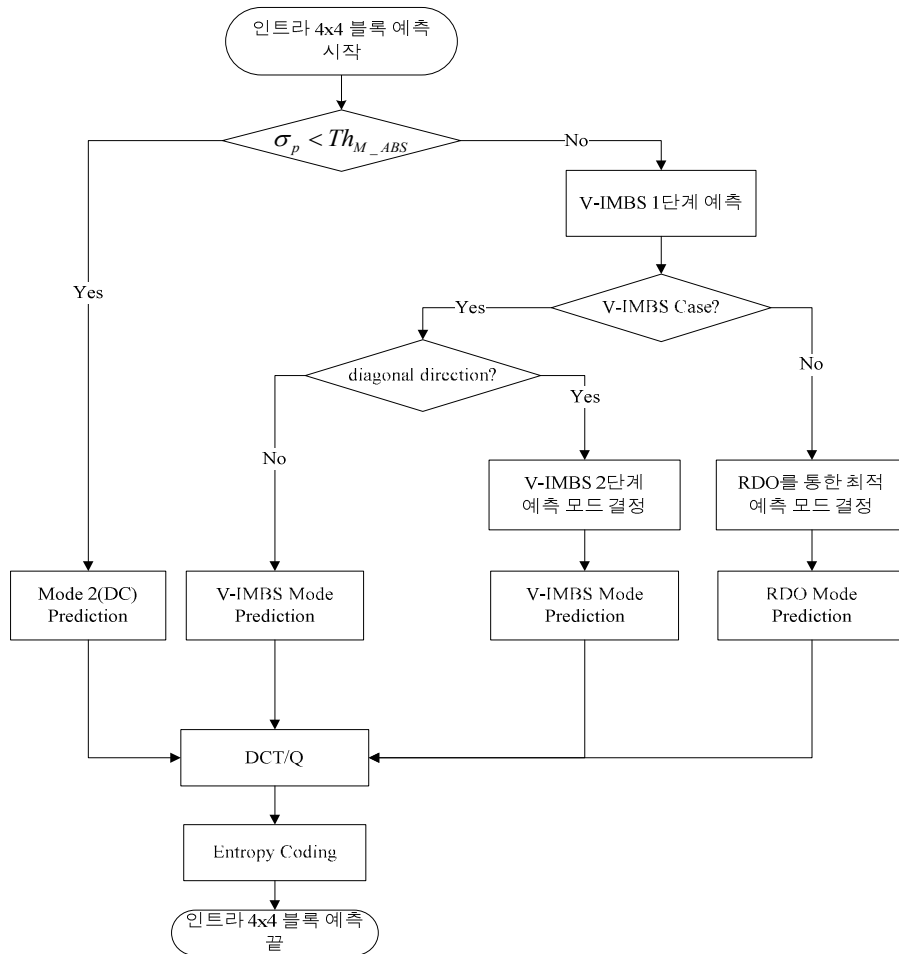 인트라 4x4 블록 예측
시작
σp < ThM_ABS
No
V-IMBS 1단계 예측
Yes
V-IMBS Case?
Yes
No
diagonal direction?
Yes
No
V-IMBS 2단계
예측 모드 결정
RDO를 통한 최적
예측 모드 결정
Mode 2(DC)
Prediction
V-IMBS Mode
Prediction
V-IMBS Mode
Prediction
RDO Mode
Prediction
DCT/Q
Entropy Coding
인트라 4x4 블록 예측
끝